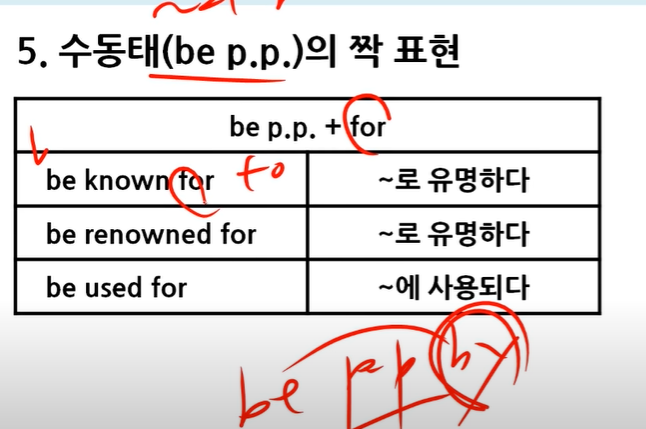 5. 수동태(be p.p.)의 짝 표현
be p.p. + for
be known for to ~로 유명하다
be renowned for ~로 유명하다
be used for ~에 사용되다
be pp by